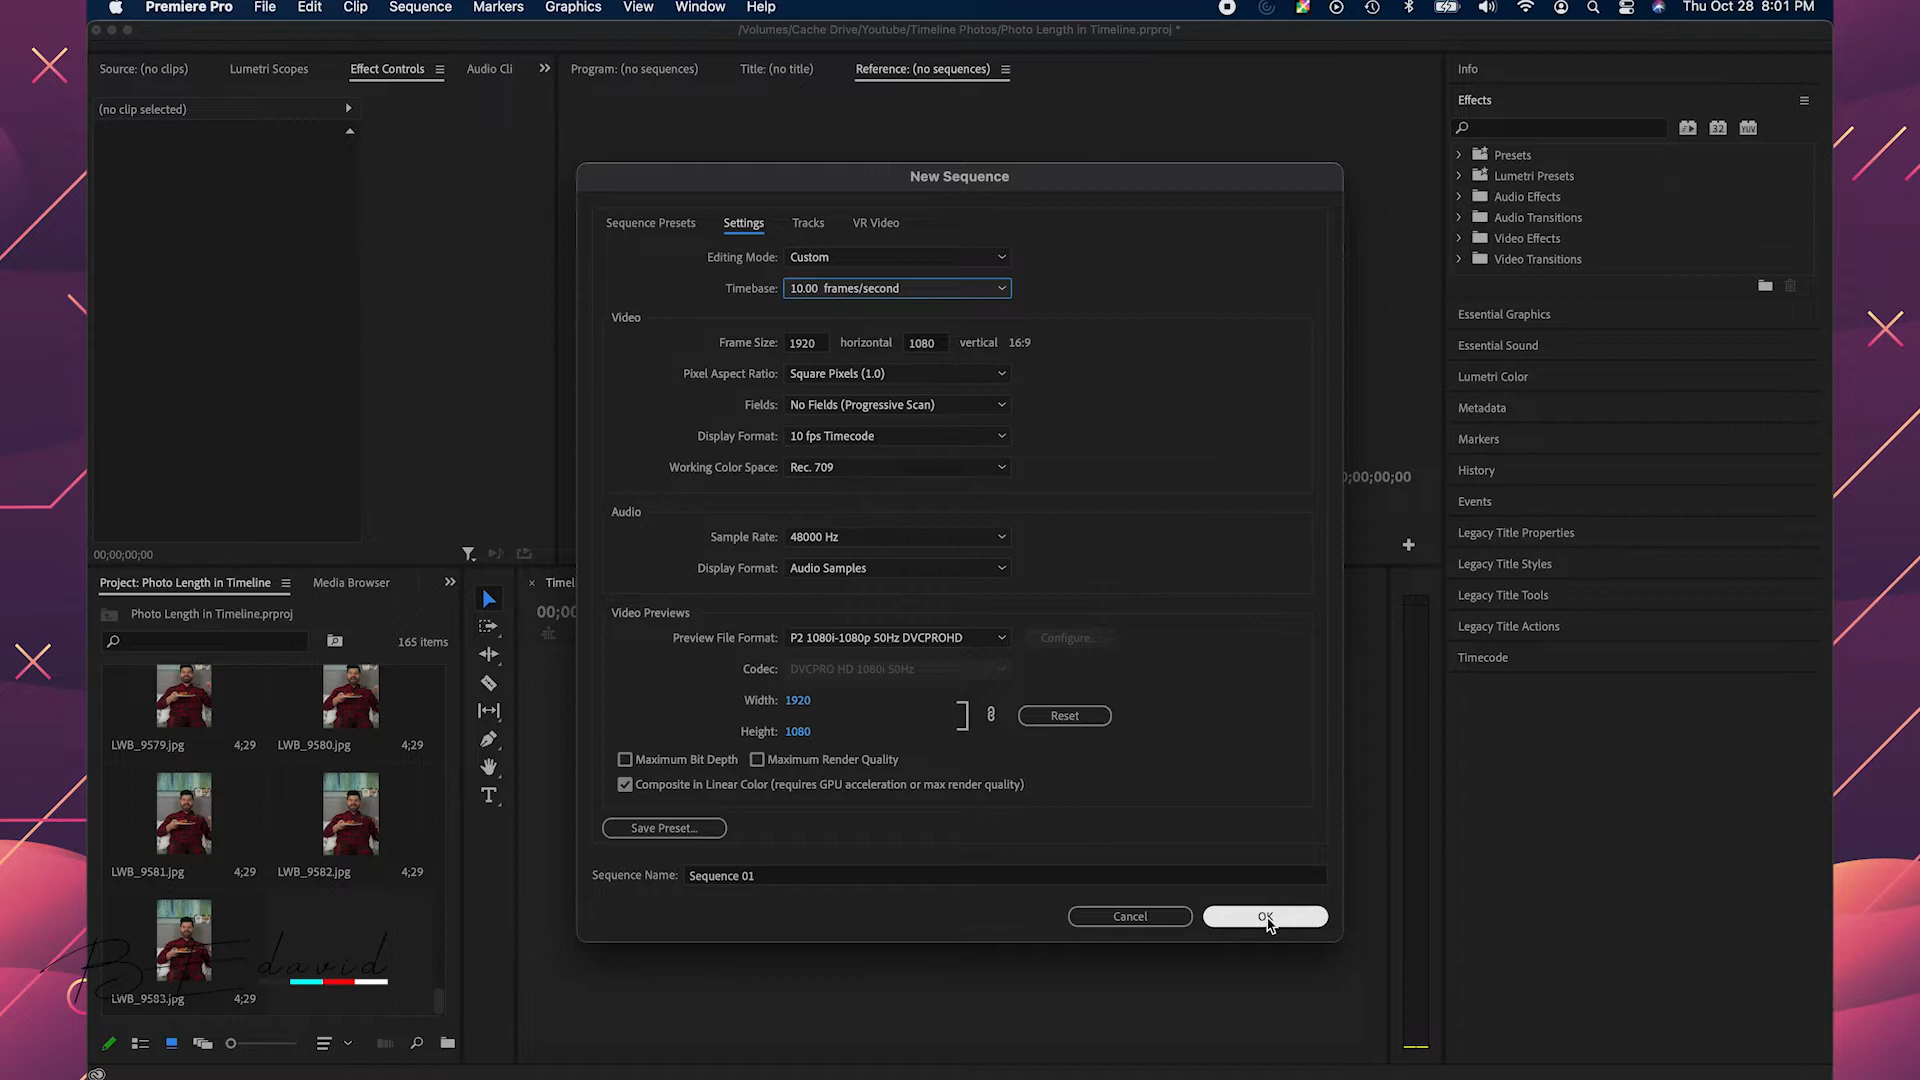 Premiere Pro File Edit Clip Sequence Markers Graphics View Window Help Thu Oct 28 8:01 PM
/Volumes/Cache Drive/Youtube/Timeline Photos/Photo Length in Timeline.prproj *
Source: (no clips) Lumetri Scopes Effect Controls Audio Cli
Program: (no sequences) Title: (no title) Reference: (no sequences)
(no clip selected)
00;00;00;00
New Sequence
Sequence Presets Settings Tracks VR Video
Editing Mode: Custom
Timebase: 10.00 frames/second
Video
Frame Size: 1920 horizontal 1080 vertical 16:9
Pixel Aspect Ratio: Square Pixels (1.0)
Fields: No Fields (Progressive Scan)
Display Format: 10 fps Timecode
Working Color Space: Rec. 709
Audio
Sample Rate: 48000 Hz
Display Format: Audio Samples
Video Previews
Preview File Format: P2 1080i-1080p 50Hz DVCPROHD Configure...
Codec: DVCPRO HD 1080i 50Hz
Width: 1920
Height: 1080
Reset
Maximum Bit Depth Maximum Render Quality
Composite in Linear Color (requires GPU acceleration or max render quality)
Save Preset...
Sequence Name: Sequence 01
Cancel OK
;00;00;00
Info
Effects
32 YUV
Presets
Lumetri Presets
Audio Effects
Audio Transitions
Video Effects
Video Transitions
Essential Graphics
Essential Sound
Lumetri Color
Metadata
Markers
History
Events
Legacy Title Properties
Legacy Title Styles
Legacy Title Tools
Legacy Title Actions
Timecode
Project: Photo Length in Timeline Media Browser
Photo Length in Timeline.prproj
165 items
LWB_9579.jpg 4;29 LWB_9580.jpg 4;29
LWB_9581.jpg 4;29 LWB_9582.jpg 4;29
LWB_9583.jpg 4;29
Timel
00;0
david